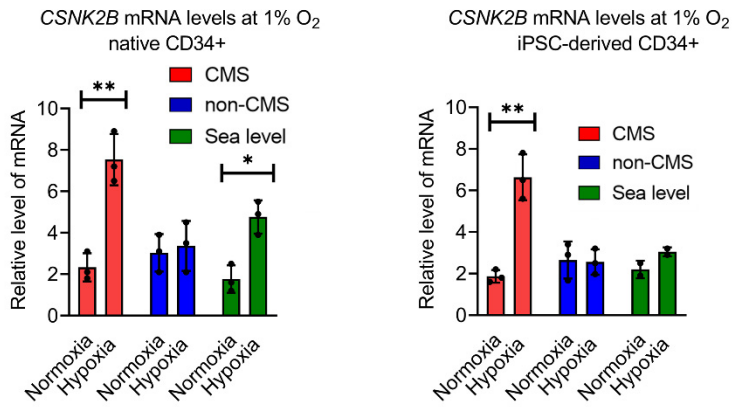 CSNK2B mRNA levels at 1% O2
native CD34+
CMS
non-CMS
Sea level
**
*
Relative level of mRNA
10
8
6
4
2
0
Normoxia
Hypoxia
Normoxia
Hypoxia
Normoxia
Hypoxia
CSNK2B mRNA levels at 1% O2
iPSC-derived CD34+
CMS
non-CMS
Sea level
**
Relative level of mRNA
10
8
6
4
2
0
Normoxia
Hypoxia
Normoxia
Hypoxia
Normoxia
Hypoxia